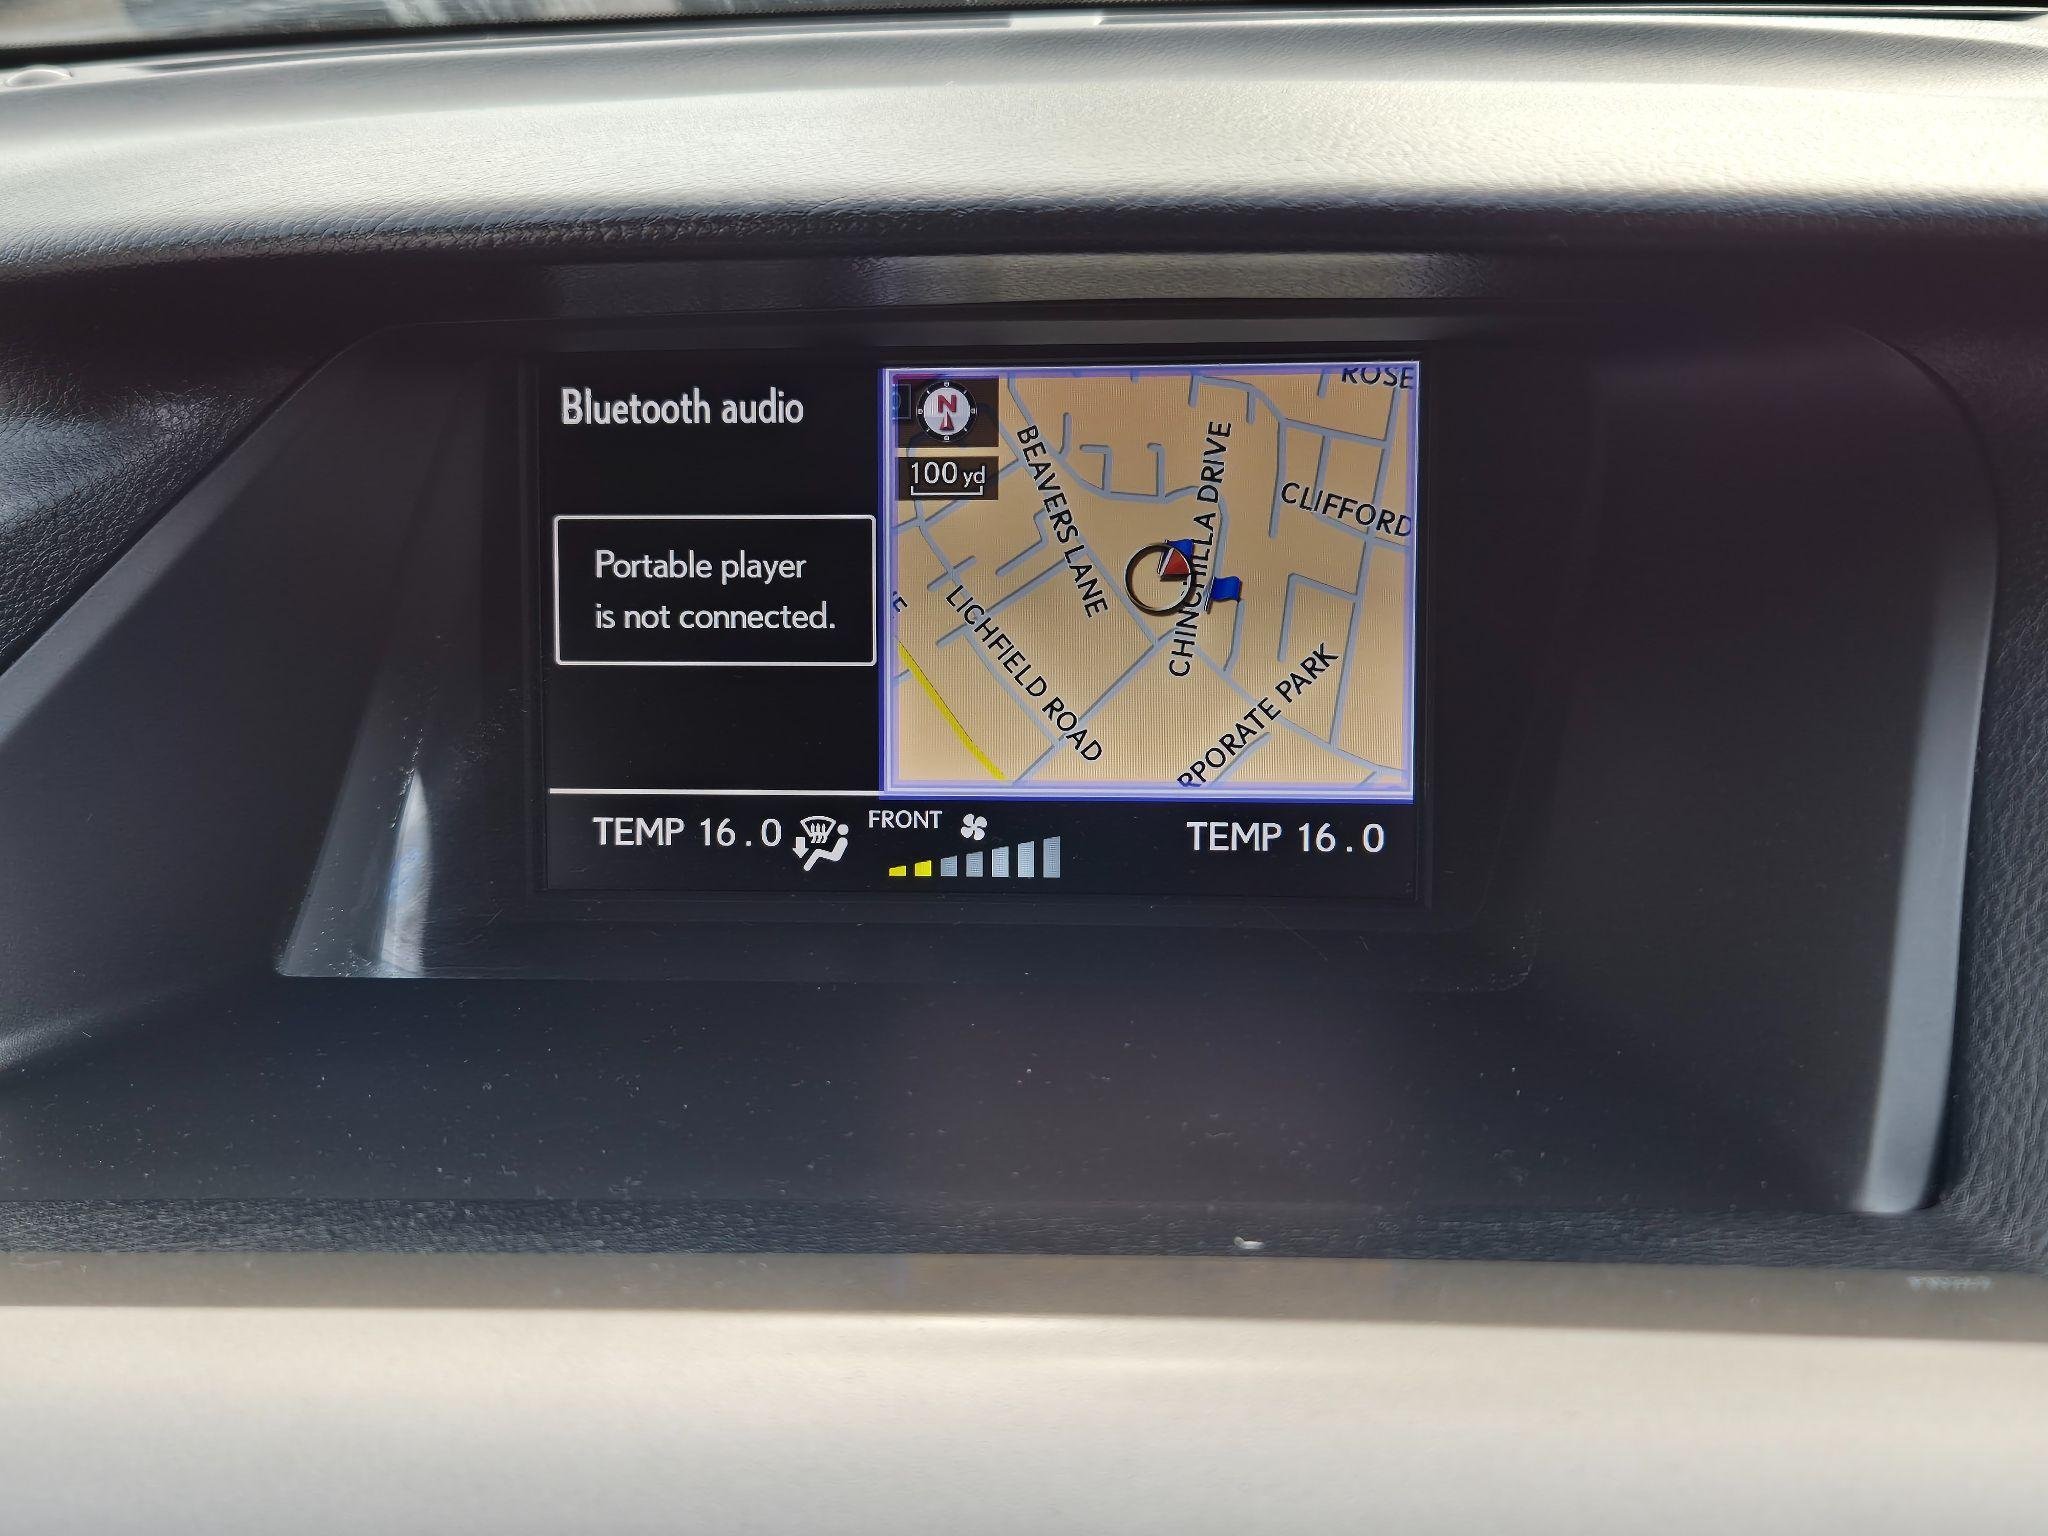 Bluetooth audio
Portable player
is not connected.
N
100 yd
ROSE
BEAVERS LANE
CHINCHILLA DRIVE
CLIFFORD
LICHFIELD ROAD
RPORATE PARK
TEMP 16.0
FRONT
TEMP 16.0